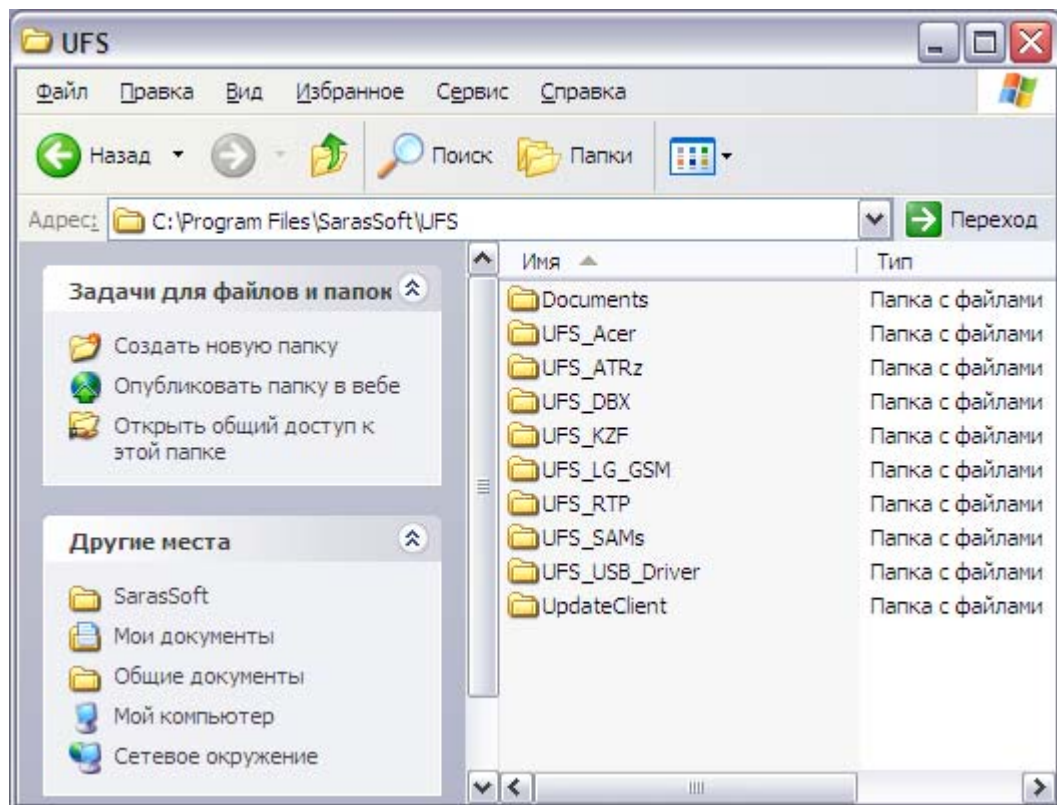 UFS
Файл Правка Вид Избранное Сервис Справка
Назад Поиск Папки
Адрес: C:\Program Files\SarasSoft\UFS Переход
Задачи для файлов и папок
Создать новую папку
Опубликовать папку в вебе
Открыть общий доступ к
этой папке
Другие места
SarasSoft
Мои документы
Общие документы
Мой компьютер
Сетевое окружение
Имя Тип
Documents Папка с файлами
UFS_Acer Папка с файлами
UFS_ATRz Папка с файлами
UFS_DBX Папка с файлами
UFS_KZF Папка с файлами
UFS_LG_GSM Папка с файлами
UFS_RTP Папка с файлами
UFS_SAMs Папка с файлами
UFS_USB_Driver Папка с файлами
UpdateClient Папка с файлами